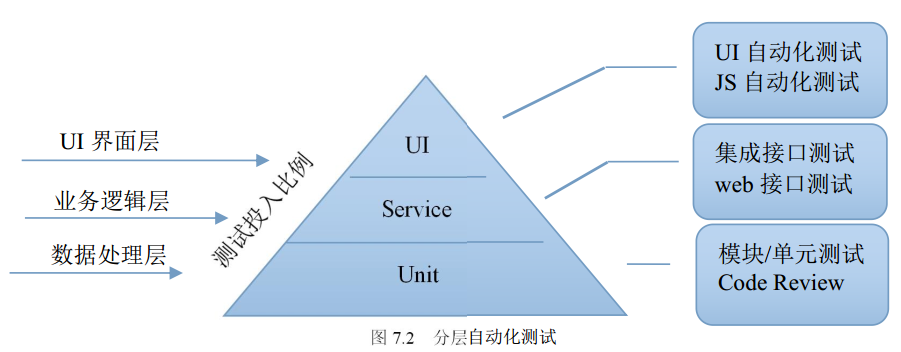 UI 自动化测试
JS 自动化测试
UI 界面层
UI
测试投入比例
集成接口测试
web 接口测试
业务逻辑层
Service
数据处理层
Unit
模块/单元测试
Code Review
图 7.2 分层自动化测试